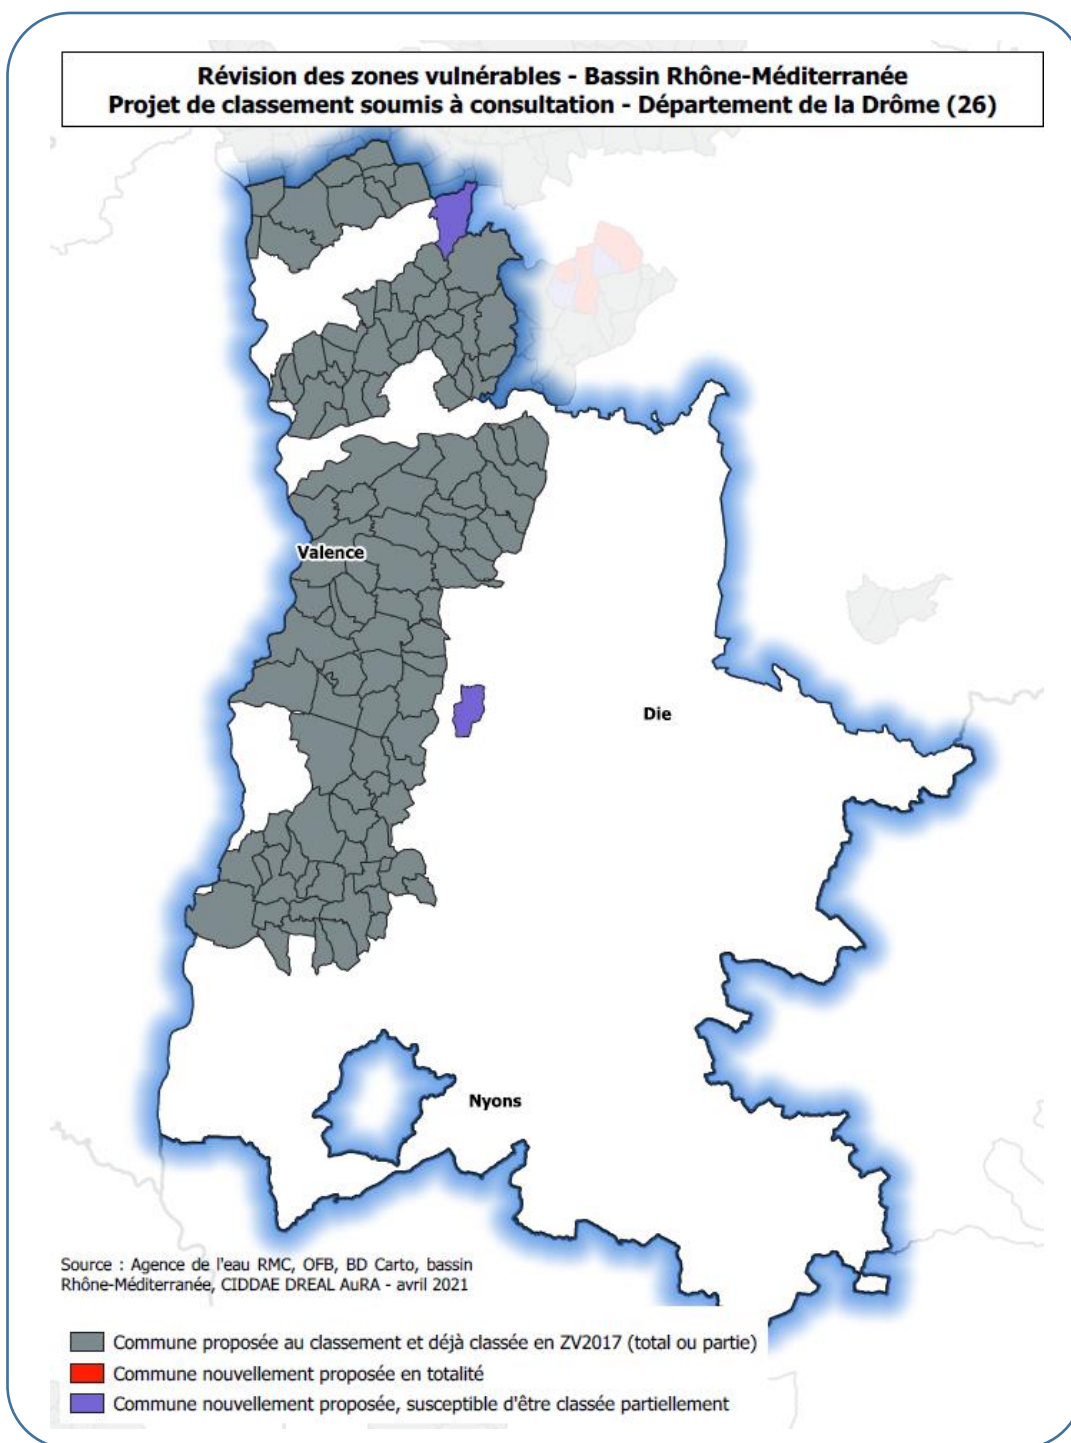 Révision des zones vulnérables - Bassin Rhône-Méditerranée
Projet de classement soumis à consultation - Département de la Drôme (26)
Valence
Die
Nyons
Source : Agence de l'eau RMC, OFB, BD Carto, bassin
Rhône-Méditerranée, CIDDAE DREAL AuRA - avril 2021
Commune proposée au classement et déjà classée en ZV2017 (total ou partie)
Commune nouvellement proposée en totalité
Commune nouvellement proposée, susceptible d'être classée partiellement